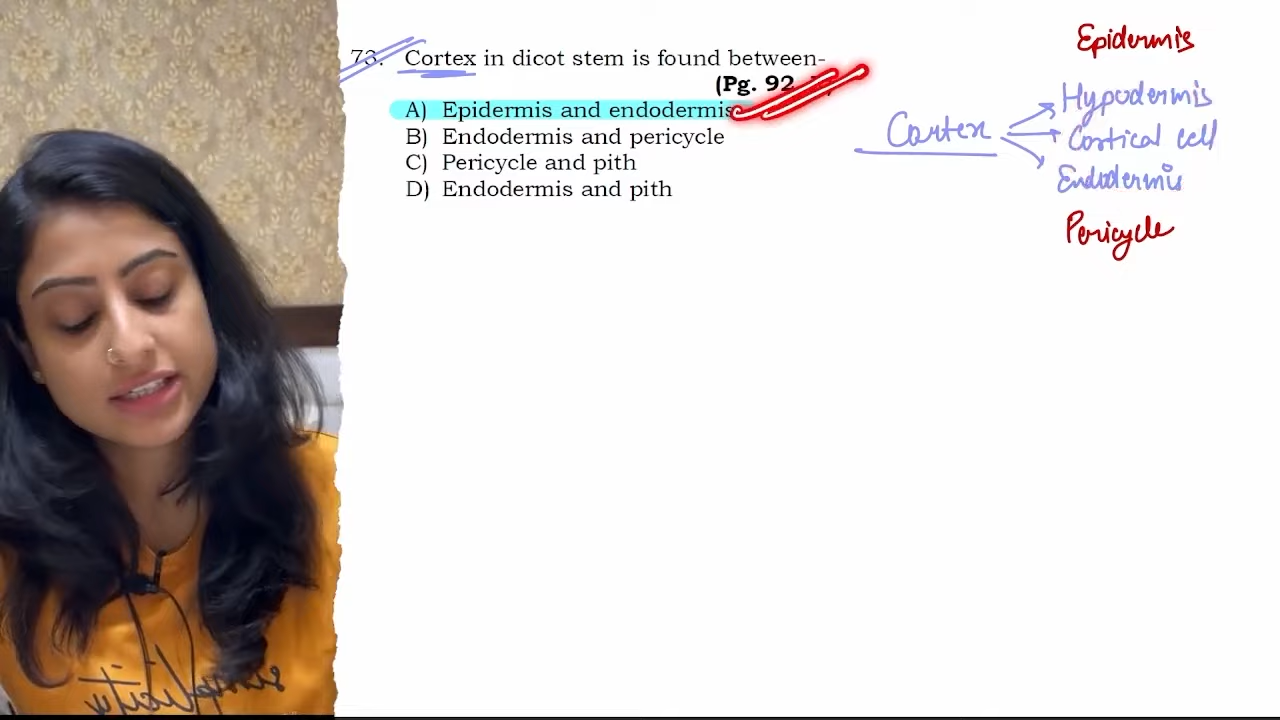 73. Cortex in dicot stem is found between-
(Pg. 92
A) Epidermis and endodermis
B) Endodermis and pericycle
C) Pericycle and pith
D) Endodermis and pith
Epidermis
Cortex
Hypodermis
Cortical cell
Endodermis
Pericycle
simplicity